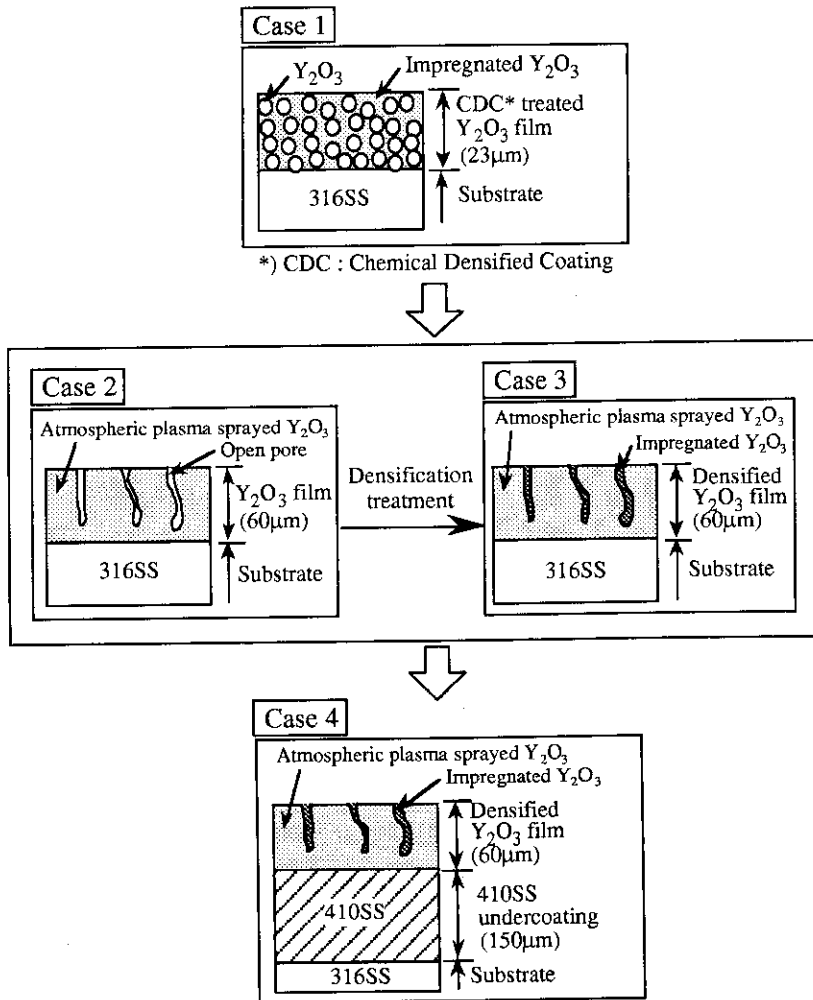 Case 1
Y₂O₃
Impregnated Y₂O₃
CDC* treated
Y₂O₃ film
(23μm)
316SS
Substrate
*) CDC : Chemical Densified Coating
Case 2
Atmospheric plasma sprayed Y₂O₃
Open pore
Y₂O₃ film
(60μm)
316SS
Substrate
Densification
treatment
Case 3
Atmospheric plasma sprayed Y₂O₃
Impregnated Y₂O₃
Densified
Y₂O₃ film
(60μm)
316SS
Substrate
Case 4
Atmospheric plasma sprayed Y₂O₃
Impregnated Y₂O₃
Densified
Y₂O₃ film
(60μm)
410SS
410SS
undercoating
(150μm)
316SS
Substrate